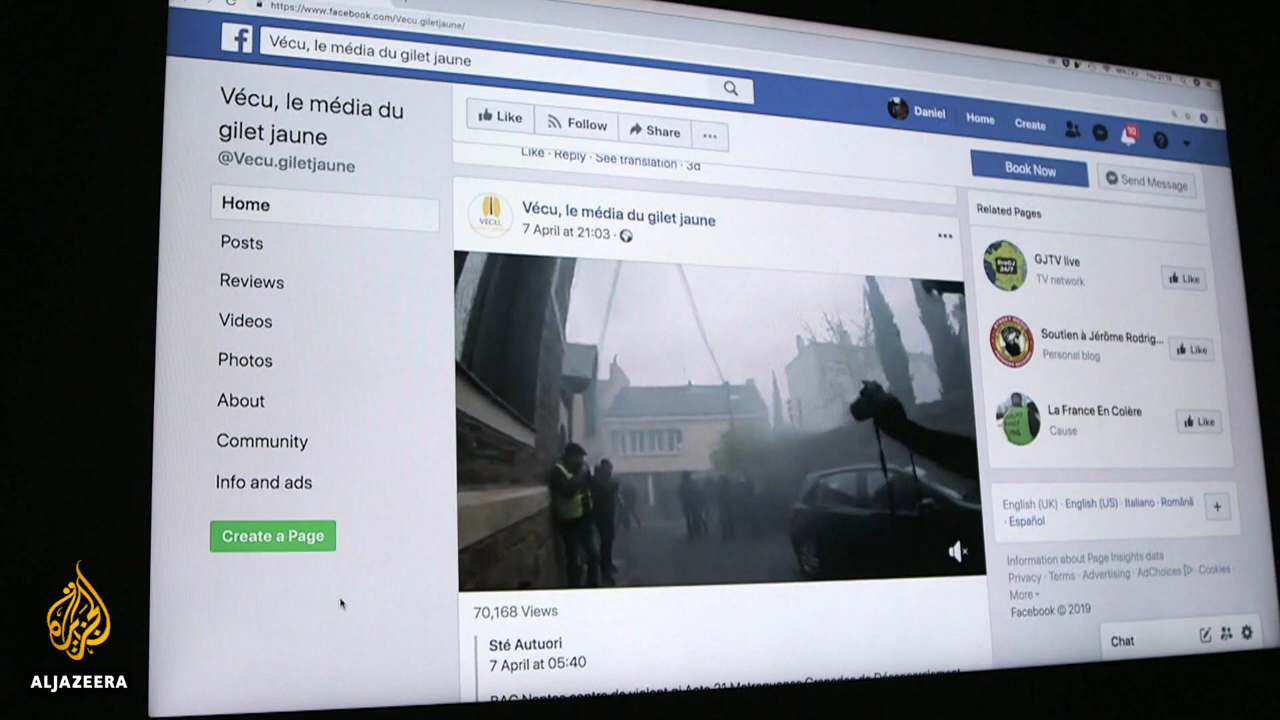 https://www.facebook.com/Vecu.giletjaune/
Vécu, le média du gilet jaune
Daniel
Home
Create
10
Vécu, le média du
gilet jaune
@Vecu.giletjaune
Home
Posts
Reviews
Videos
Photos
About
Community
Info and ads
Create a Page
Like
Follow
Share
Like · Reply · See translation · 3d
VÉCU
Vécu, le média du gilet jaune
7 April at 21:03 ·
70,168 Views
Sté Autuori
7 April at 05:40
Book Now
Send Message
Related Pages
GJTV live
TV network
Like
Soutien à Jérôme Rodrig...
Personal blog
Like
La France En Colère
Cause
Like
English (UK) · English (US) · Italiano · Română
· Español
+
Information about Page Insights data
Privacy · Terms · Advertising · AdChoices · Cookies ·
More
Facebook © 2019
Chat
ALJAZEERA